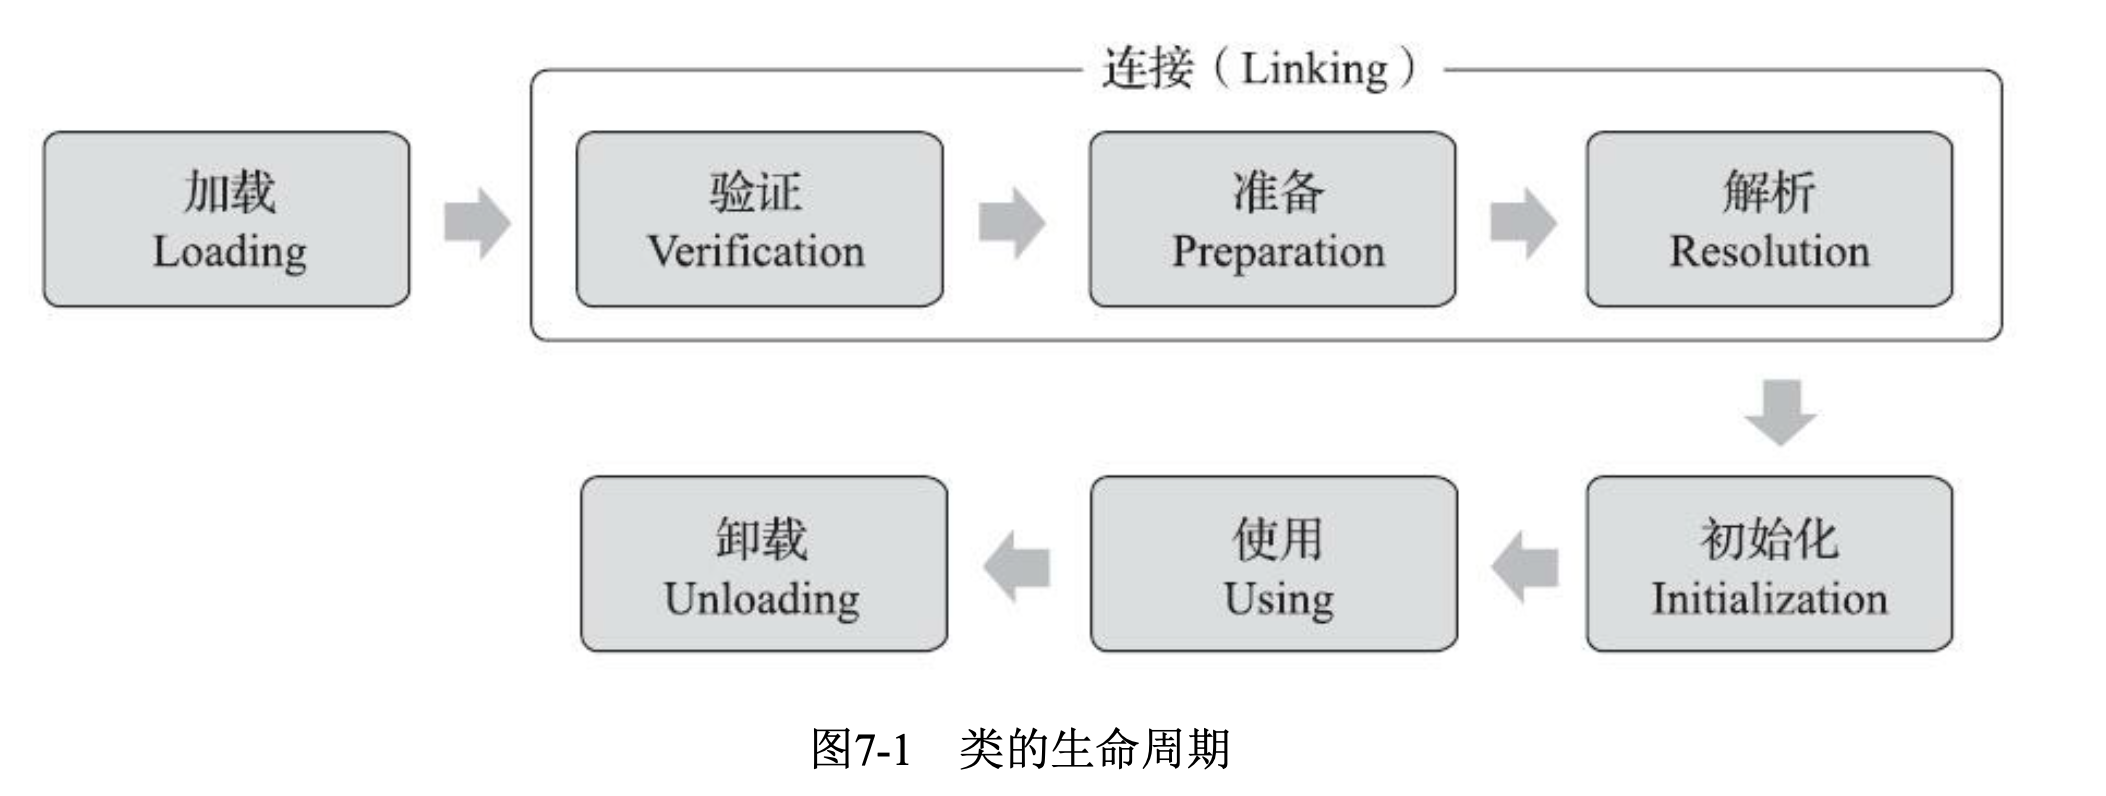 连接（Linking）
加载
Loading
验证
Verification
准备
Preparation
解析
Resolution
卸载
Unloading
使用
Using
初始化
Initialization
图7-1　类的生命周期